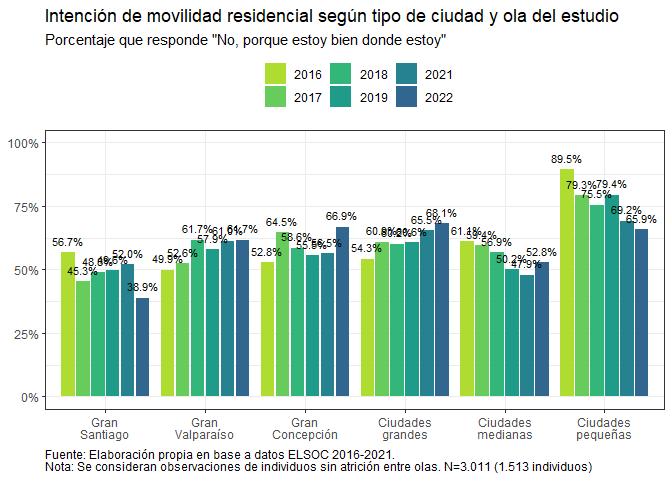 Intención de movilidad residencial según tipo de ciudad y ola del estudio
Porcentaje que responde "No, porque estoy bien donde estoy"
2016 2018 2021
2017 2019 2022
100%
75%
50%
25%
0%
56.7%
45.3%
52.0%
38.9%
52.6%
61.7%
57.9%
61.7%
52.8%
64.5%
58.6%
56.5%
66.9%
54.3%
65.5%
68.1%
61.1%
59.4%
56.9%
50.2%
47.9%
52.8%
89.5%
79.3%
75.5%
79.4%
69.2%
65.9%
Gran Santiago
Gran Valparaíso
Gran Concepción
Ciudades grandes
Ciudades medianas
Ciudades pequeñas
Fuente: Elaboración propia en base a datos ELSOC 2016-2021.
Nota: Se consideran observaciones de individuos sin atrición entre olas. N=3.011 (1.513 individuos)